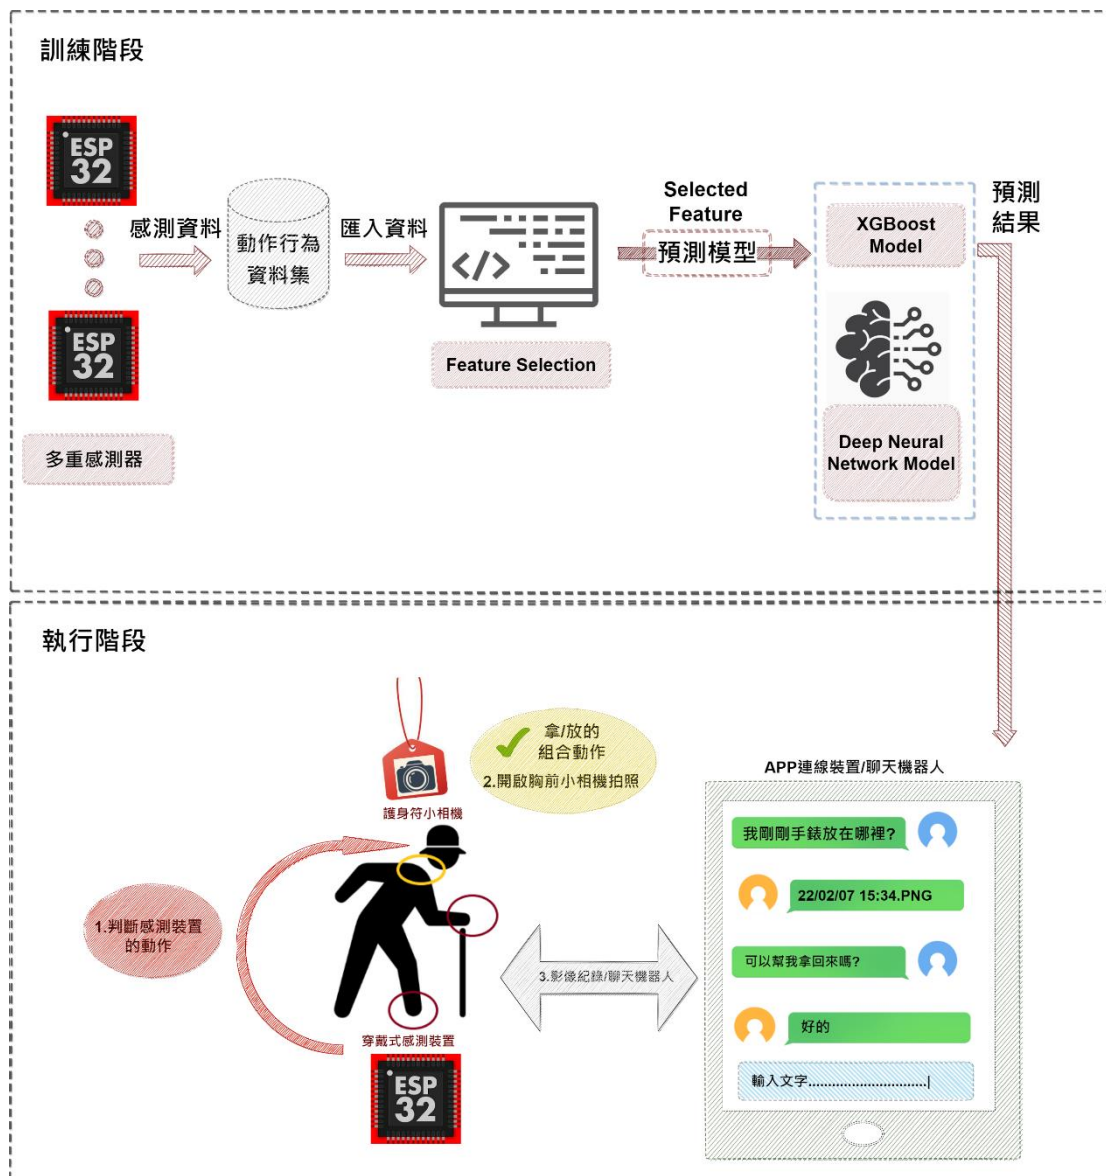 訓練階段
ESP
32
ESP
32
多重感測器
感測資料
動作行為
資料集
匯入資料
Feature Selection
Selected
Feature
預測模型
XGBoost
Model
Deep Neural
Network Model
預測
結果
執行階段
護身符小相機
拿/放的
組合動作
2.開啟胸前小相機拍照
1.判斷感測裝置
的動作
穿戴式感測裝置
ESP
32
3.影像紀錄/聊天機器人
APP連線裝置/聊天機器人
我剛剛手錶放在哪裡?
22/02/07 15:34.PNG
可以幫我拿回來嗎?
好的
輸入文字..............................|